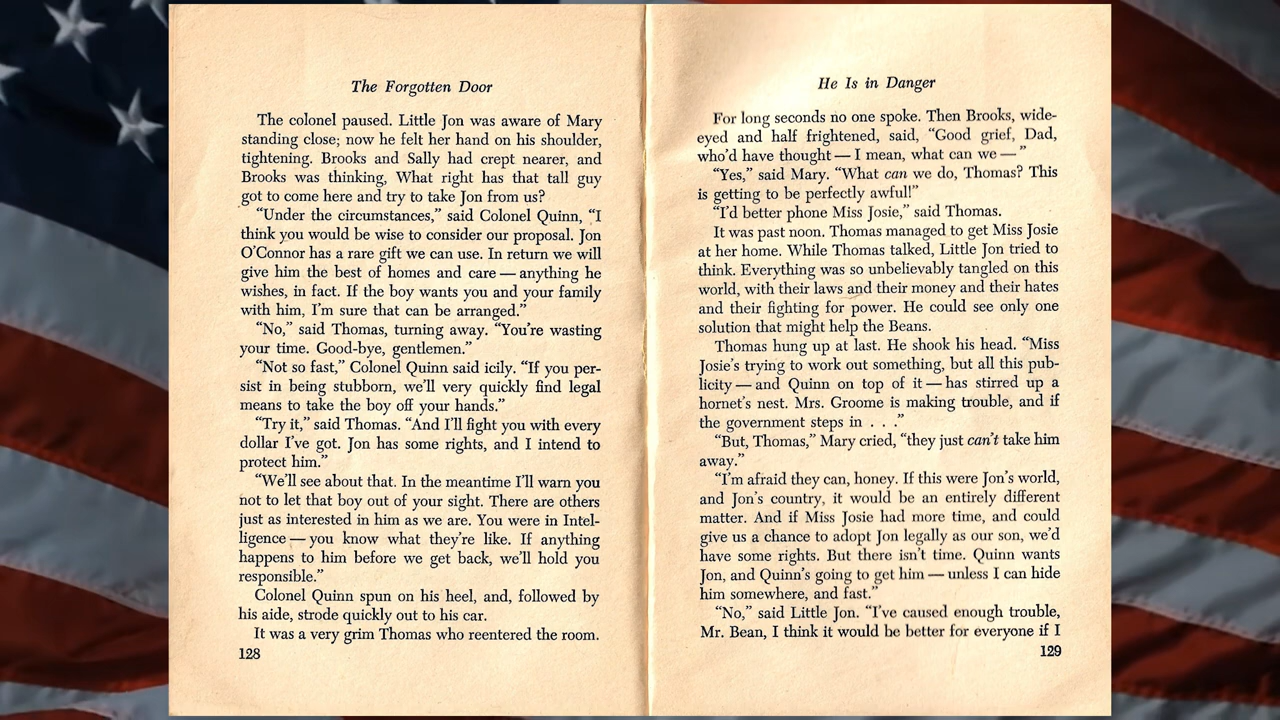 The Forgotten Door
The colonel paused. Little Jon was aware of Mary
standing close; now he felt her hand on his shoulder,
tightening. Brooks and Sally had crept nearer, and
Brooks was thinking, What right has that tall guy
got to come here and try to take Jon from us?
“Under the circumstances,” said Colonel Quinn, “I
think you would be wise to consider our proposal. Jon
O’Connor has a rare gift we can use. In return we will
give him the best of homes and care — anything he
wishes, in fact. If the boy wants you and your family
with him, I’m sure that can be arranged.”
“No,” said Thomas, turning away. “You’re wasting
your time. Good-bye, gentlemen.”
“Not so fast,” Colonel Quinn said icily. “If you per-
sist in being stubborn, we’ll very quickly find legal
means to take the boy off your hands.”
“Try it,” said Thomas. “And I’ll fight you with every
dollar I’ve got. Jon has some rights, and I intend to
protect him.”
“We’ll see about that. In the meantime I’ll warn you
not to let that boy out of your sight. There are others
just as interested in him as we are. You were in Intel-
ligence — you know what they’re like. If anything
happens to him before we get back, we’ll hold you
responsible.”
Colonel Quinn spun on his heel, and, followed by
his aide, strode quickly out to his car.
It was a very grim Thomas who reentered the room.
128
He Is in Danger
For long seconds no one spoke. Then Brooks, wide-
eyed and half frightened, said, “Good grief, Dad,
who’d have thought — I mean, what can we — ”
“Yes,” said Mary. “What can we do, Thomas? This
is getting to be perfectly awful!”
“I’d better phone Miss Josie,” said Thomas.
It was past noon. Thomas managed to get Miss Josie
at her home. While Thomas talked, Little Jon tried to
think. Everything was so unbelievably tangled on this
world, with their laws and their money and their hates
and their fighting for power. He could see only one
solution that might help the Beans.
Thomas hung up at last. He shook his head. “Miss
Josie’s trying to work out something, but all this pub-
licity — and Quinn on top of it — has stirred up a
hornet’s nest. Mrs. Groome is making trouble, and if
the government steps in . . .”
“But, Thomas,” Mary cried, “they just can’t take him
away.”
“I’m afraid they can, honey. If this were Jon’s world,
and Jon’s country, it would be an entirely different
matter. And if Miss Josie had more time, and could
give us a chance to adopt Jon legally as our son, we’d
have some rights. But there isn’t time. Quinn wants
Jon, and Quinn’s going to get him — unless I can hide
him somewhere, and fast.”
“No,” said Little Jon. “I’ve caused enough trouble,
Mr. Bean, I think it would be better for everyone if I
129